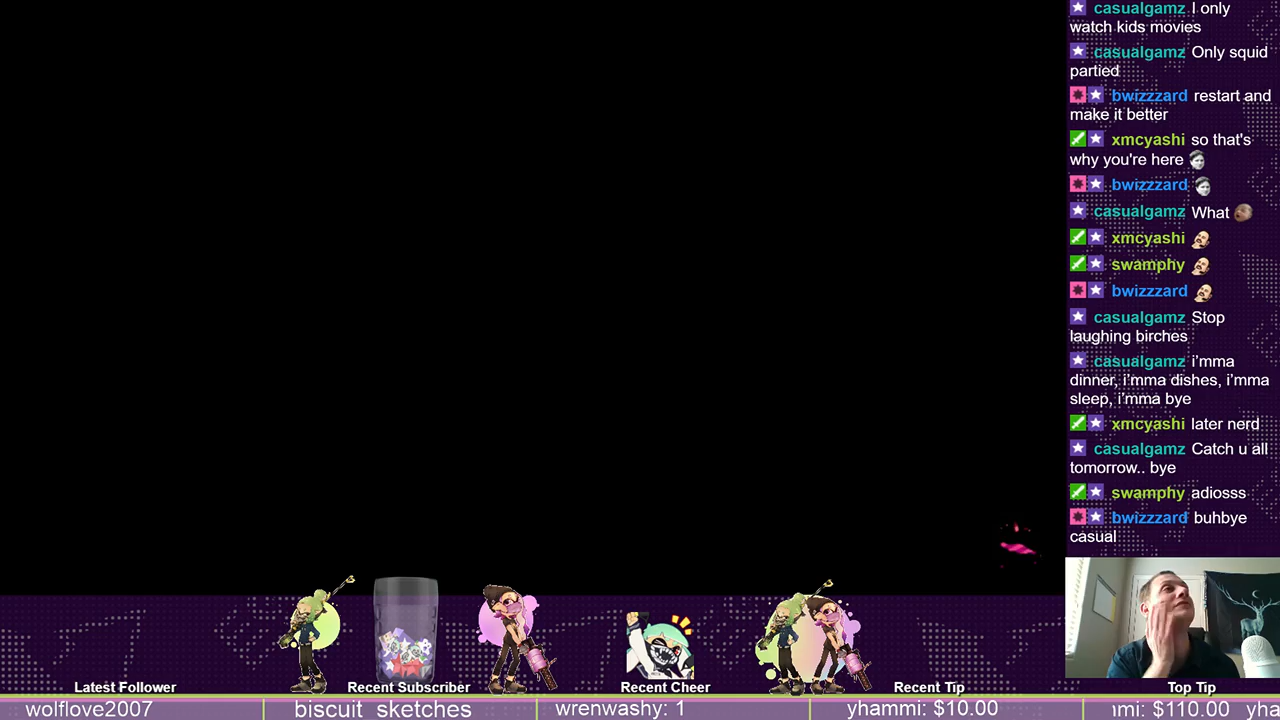 casualgamz I only
watch kids movies
casualgamz Only squid
partied
bwizzzard restart and
make it better
xmcyashi so that's
why you're here
bwizzzard
casualgamz What
xmcyashi
swamphy
bwizzzard
casualgamz Stop
laughing birches
casualgamz i'mma
dinner, i'mma dishes, i'mma
sleep, i'mma bye
xmcyashi later nerd
casualgamz Catch u all
tomorrow.. bye
swamphy adiosss
bwizzzard buhbye
casual
Latest Follower
Recent Subscriber
Recent Cheer
Recent Tip
Top Tip
wolflove2007
biscuit_sketches
wrenwashy: 1
yhammi: $10.00
mi: $110.00 yha